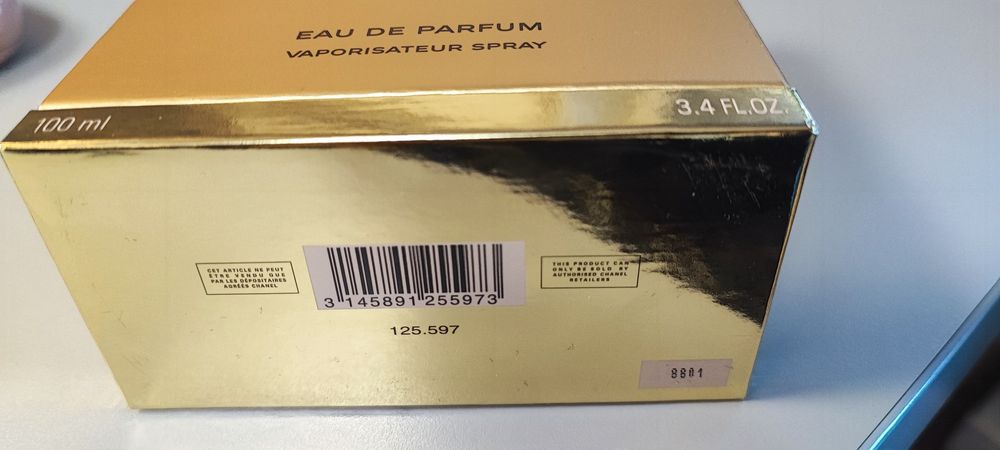 EAU DE PARFUM
VAPORISATEUR SPRAY
100 ml
3.4 FL.OZ.
CET ARTICLE NE PEUT
ÊTRE VENDU QUE
PAR LES DÉPOSITAIRES
AGRÉÉS CHANEL
3 145891 255973
THIS PRODUCT CAN
ONLY BE SOLD BY
AUTHORISED CHANEL
RETAILERS
125.597
8801